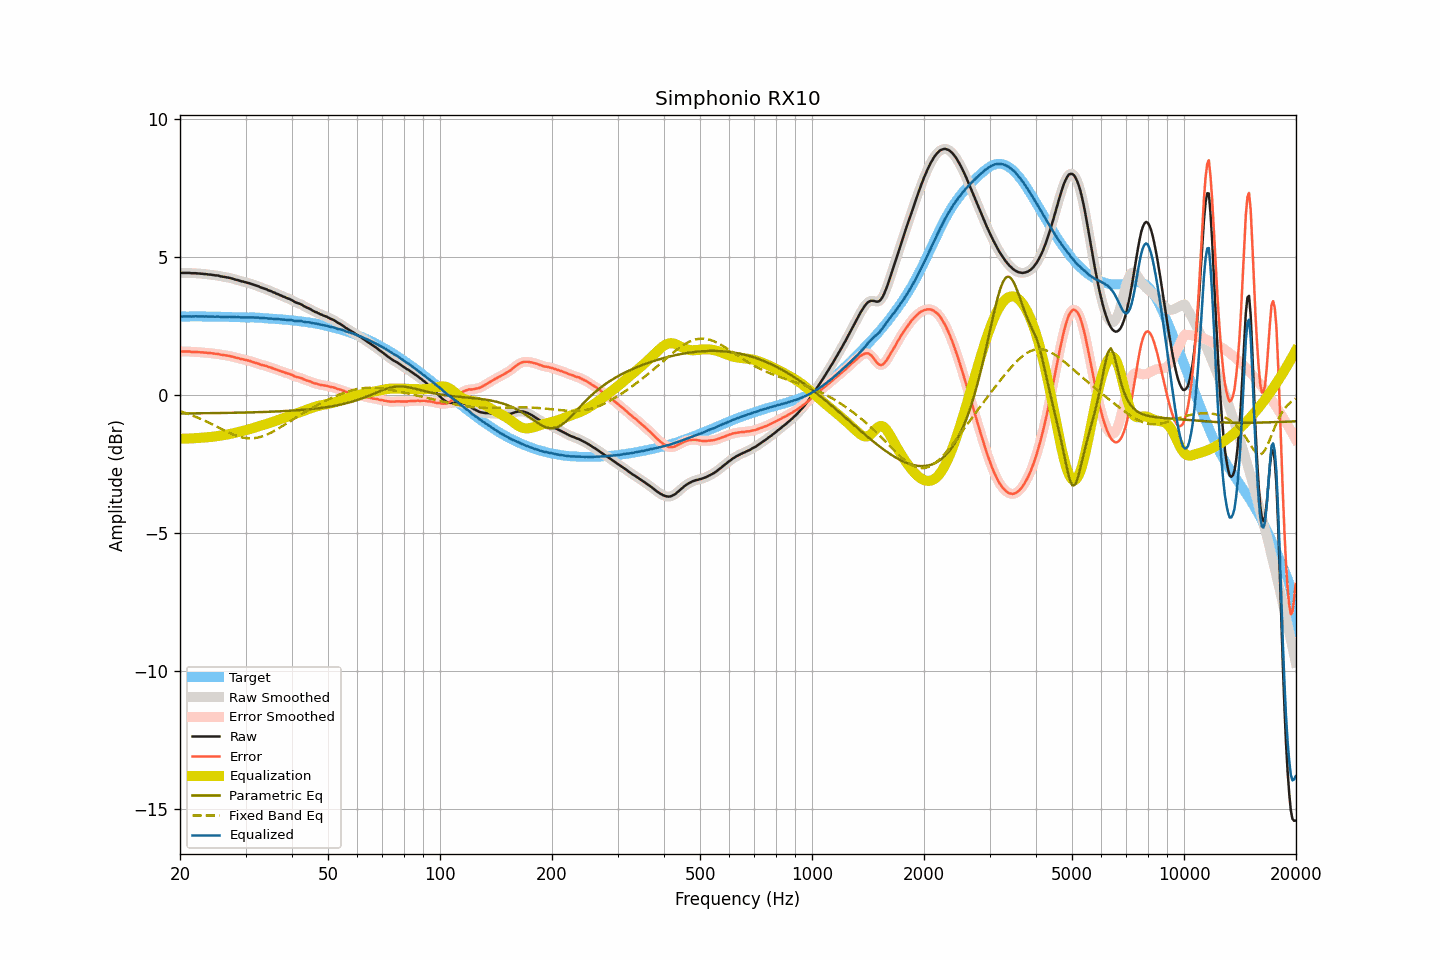 Simphonio RX10
10
5
0
−5
−10
−15
Amplitude (dBr)
Target
Raw Smoothed
Error Smoothed
Raw
Error
Equalization
Parametric Eq
Fixed Band Eq
Equalized
20 50 100 200 500 1000 2000 5000 10000 20000
Frequency (Hz)